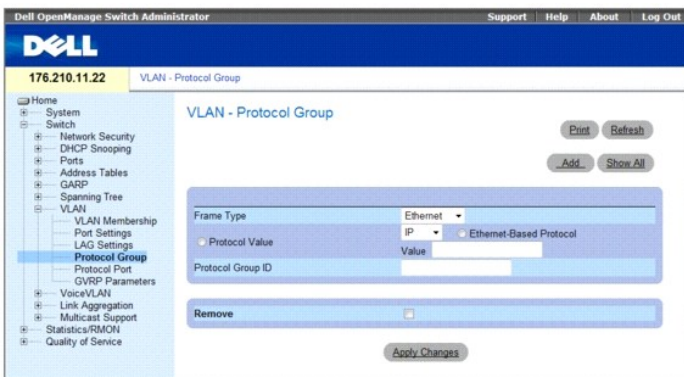 Dell OpenManage Switch Administrator Support Help About Log Out
DELL
176.210.11.22 VLAN - Protocol Group
Home
System
Switch
Network Security
DHCP Snooping
Ports
Address Tables
GARP
Spanning Tree
VLAN
VLAN Membership
Port Settings
LAG Settings
Protocol Group
Protocol Port
GVRP Parameters
VoiceVLAN
Link Aggregation
Multicast Support
Statistics/RMON
Quality of Service
VLAN - Protocol Group
Print Refresh
Add Show All
Frame Type Ethernet
Protocol Value IP Ethernet-Based Protocol
Value
Protocol Group ID
Remove
Apply Changes